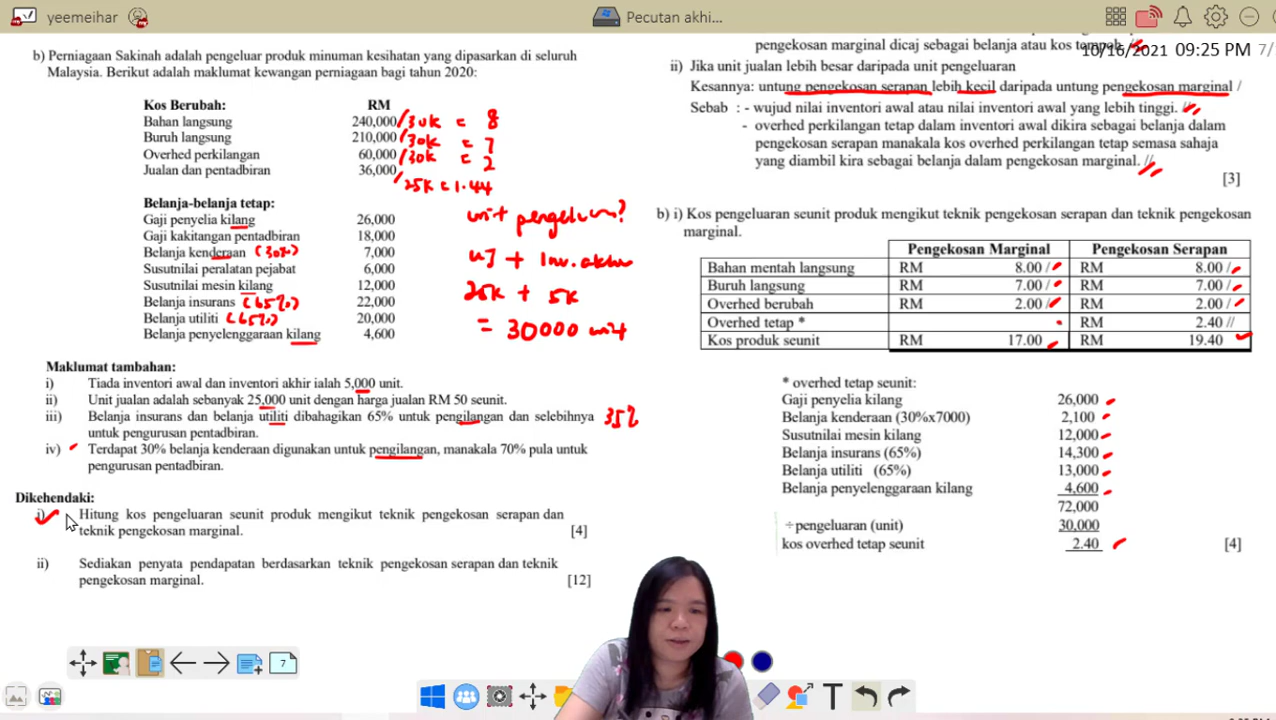 yeemeihar
Pecutan akhi...
10/16/2021 09:25 PM 7/
b) Perniagaan Sakinah adalah pengeluar produk minuman kesihatan yang dipasarkan di seluruh
Malaysia. Berikut adalah maklumat kewangan perniagaan bagi tahun 2020:
Kos Berubah: RM
Bahan langsung 240,000 /30k = 8
Buruh langsung 210,000 /30k = 7
Overhed perkilangan 60,000 /30k = 2
Jualan dan pentadbiran 36,000 /25k = 1.44
Belanja-belanja tetap:
Gaji penyelia kilang 26,000
Gaji kakitangan pentadbiran 18,000
Belanja kenderaan (30%) 7,000
Susutnilai peralatan pejabat 6,000
Susutnilai mesin kilang 12,000
Belanja insurans (65%) 22,000
Belanja utiliti (65%) 20,000
Belanja penyelenggaraan kilang 4,600
unit pengeluaran?
UJ + Inv. akhir
25k + 5k
= 30000 unit
Maklumat tambahan:
i) Tiada inventori awal dan inventori akhir ialah 5,000 unit.
ii) Unit jualan adalah sebanyak 25,000 unit dengan harga jualan RM 50 seunit.
iii) Belanja insurans dan belanja utiliti dibahagikan 65% untuk pengilangan dan selebihnya 35%
untuk pengurusan pentadbiran.
iv) Terdapat 30% belanja kenderaan digunakan untuk pengilangan, manakala 70% pula untuk
pengurusan pentadbiran.
Dikehendaki:
i) Hitung kos pengeluaran seunit produk mengikut teknik pengekosan serapan dan
teknik pengekosan marginal. [4]
ii) Sediakan penyata pendapatan berdasarkan teknik pengekosan serapan dan teknik
pengekosan marginal. [12]
pengekosan marginal dicaj sebagai belanja atau kos tempoh. //
ii) Jika unit jualan lebih besar daripada unit pengeluaran
Kesannya: untung pengekosan serapan lebih kecil daripada untung pengekosan marginal /
Sebab : - wujud nilai inventori awal atau nilai inventori awal yang lebih tinggi. //
- overhed perkilangan tetap dalam inventori awal dikira sebagai belanja dalam
pengekosan serapan manakala kos overhed perkilangan tetap semasa sahaja
yang diambil kira sebagai belanja dalam pengekosan marginal. //
[3]
b) i) Kos pengeluaran seunit produk mengikut teknik pengekosan serapan dan teknik pengekosan
marginal.
Pengekosan Marginal Pengekosan Serapan
Bahan mentah langsung RM 8.00 / RM 8.00 /
Buruh langsung RM 7.00 / RM 7.00 /
Overhed berubah RM 2.00 / RM 2.00 /
Overhed tetap * RM 2.40 //
Kos produk seunit RM 17.00 RM 19.40
* overhed tetap seunit:
Gaji penyelia kilang 26,000
Belanja kenderaan (30%x7000) 2,100
Susutnilai mesin kilang 12,000
Belanja insurans (65%) 14,300
Belanja utiliti (65%) 13,000
Belanja penyelenggaraan kilang 4,600
72,000
÷ pengeluaran (unit) 30,000
kos overhed tetap seunit 2.40 [4]
7
T